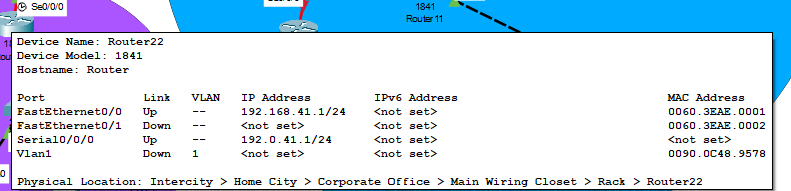 Se0/0/0
1841
Router11
Device Name: Router22
Device Model: 1841
Hostname: Router
Port Link VLAN IP Address IPv6 Address MAC Address
FastEthernet0/0 Up -- 192.168.41.1/24 <not set> 0060.3EAE.0001
FastEthernet0/1 Down -- <not set> <not set> 0060.3EAE.0002
Serial0/0/0 Up -- 192.0.41.1/24 <not set> <not set>
Vlan1 Down 1 <not set> <not set> 0090.0C48.9578
Physical Location: Intercity > Home City > Corporate Office > Main Wiring Closet > Rack > Router22